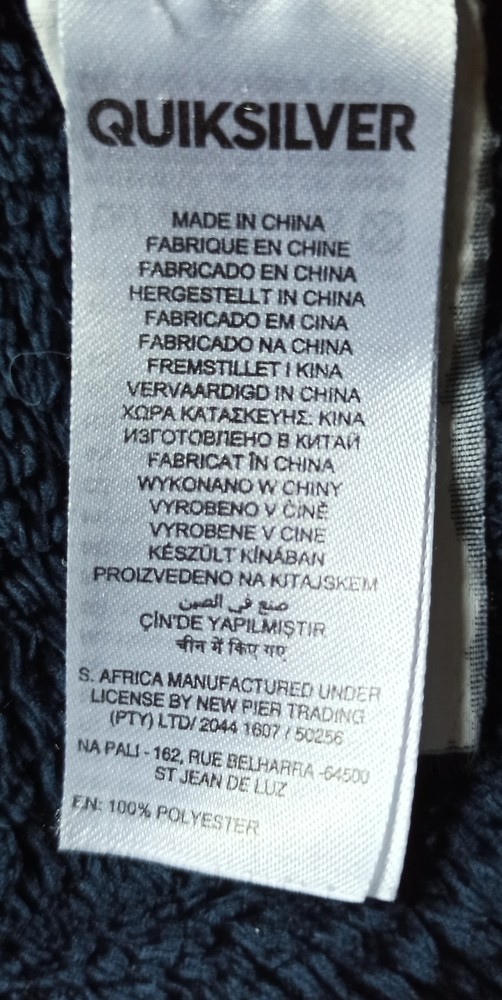 QUIKSILVER
MADE IN CHINA
FABRIQUE EN CHINE
FABRICADO EN CHINA
HERGESTELLT IN CHINA
FABRICADO EM CINA
FABRICADO NA CHINA
FREMSTILLET I KINA
VERVAARDIGD IN CHINA
ΧΩΡΑ ΚΑΤΑΣΚΕΥΗΣ: ΚΙΝΑ
ИЗГОТОВЛЕНО В КИТАЙ
FABRICAT ÎN CHINA
WYKONANO W CHINY
VYROBENO V ČINĚ
VYROBENE V CINE
KÉSZÜLT KÍNÁBAN
PROIZVEDENO NA KITAJSKEM
صنع في الصين
ÇİN'DE YAPILMIŞTIR
चीन में किए गए
S. AFRICA MANUFACTURED UNDER
LICENSE BY NEW PIER TRADING
(PTY) LTD/ 2044 1607 / 50256
NA PALI - 162, RUE BELHARRA -64500
ST JEAN DE LUZ
EN: 100% POLYESTER